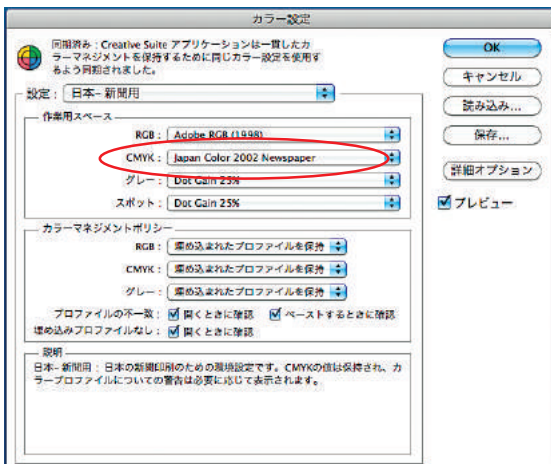 カラー設定
同期済み : Creative Suite アプリケーションは一貫したカ
ラーマネジメントを保持するために同じカラー設定を使用す
るよう同期されました。
OK
キャンセル
読み込み...
保存...
詳細オプション
プレビュー
設定 : 日本- 新聞用
作業用スペース
RGB : Adobe RGB (1998)
CMYK : Japan Color 2002 Newspaper
グレー : Dot Gain 25%
スポット : Dot Gain 25%
カラーマネジメントポリシー
RGB : 埋め込まれたプロファイルを保持
CMYK : 埋め込まれたプロファイルを保持
グレー : 埋め込まれたプロファイルを保持
プロファイルの不一致 : 開くときに確認 ペーストするときに確認
埋め込みプロファイルなし : 開くときに確認
説明
日本- 新聞用 : 日本の新聞印刷のための環境設定です。CMYKの値は保持され、カ
ラープロファイルについての警告は必要に応じて表示されます。